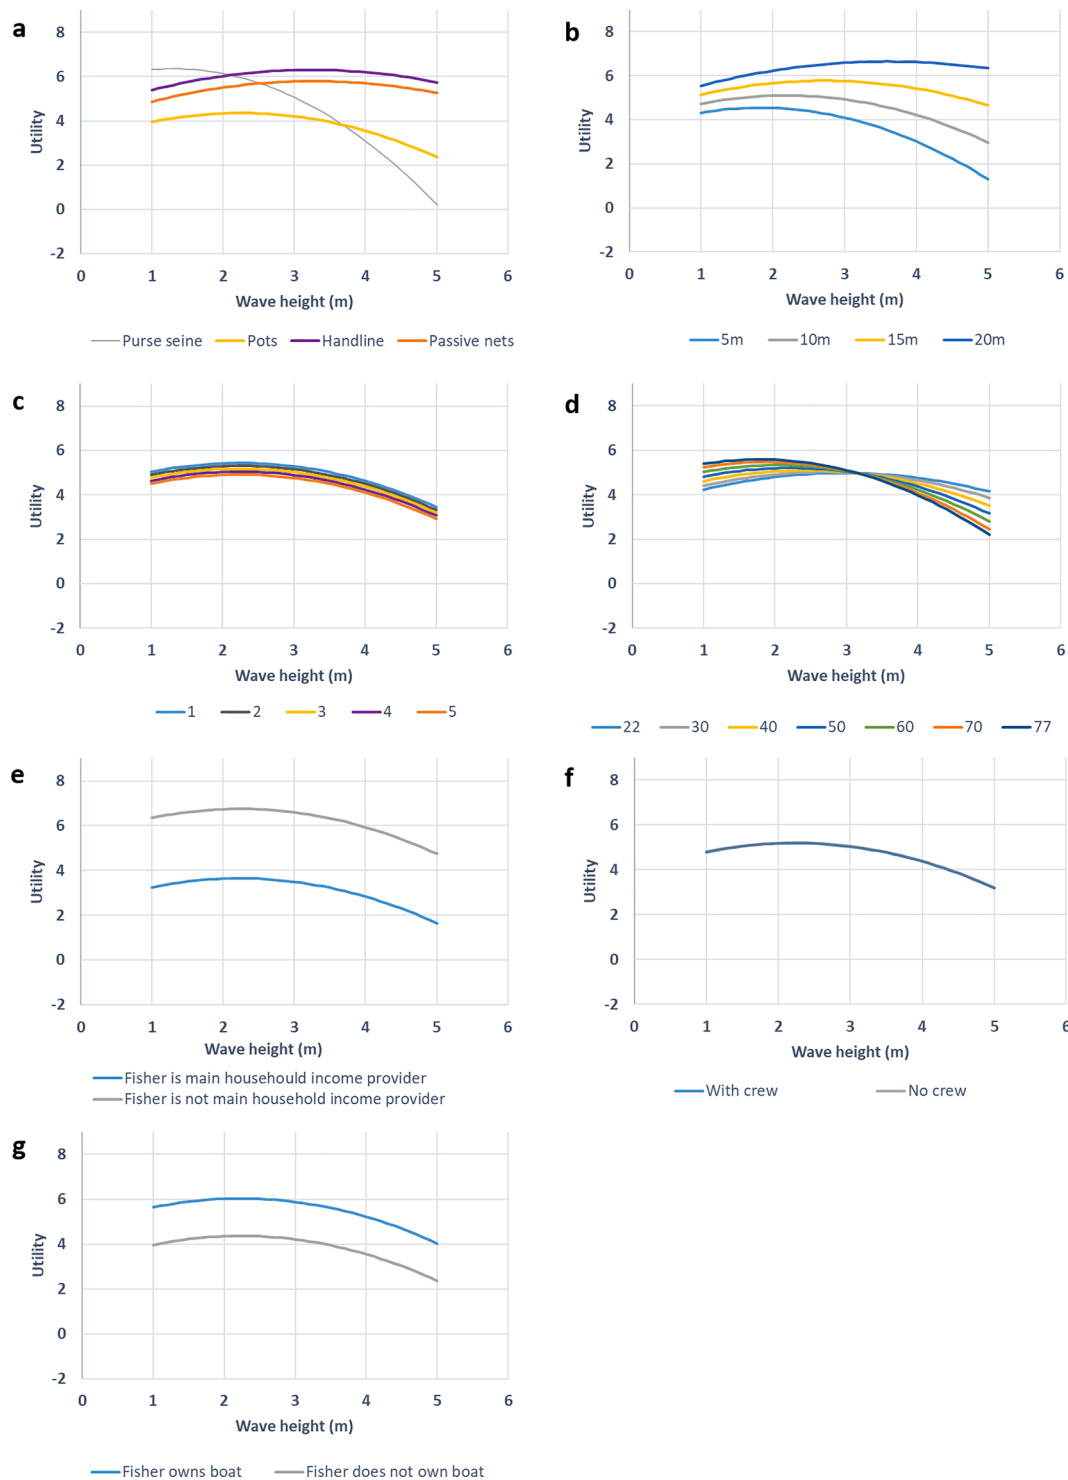 a
8
6
4
2
0
-2
Utility
0 1 2 3 4 5 6
Wave height (m)
Purse seine Pots Handline Passive nets
b
8
6
4
2
0
-2
Utility
0 1 2 3 4 5 6
Wave height (m)
5m 10m 15m 20m
c
8
6
4
2
0
-2
Utility
0 1 2 3 4 5 6
Wave height (m)
1 2 3 4 5
d
8
6
4
2
0
-2
Utility
0 1 2 3 4 5 6
Wave height (m)
22 30 40 50 60 70 77
e
8
6
4
2
0
-2
Utility
0 1 2 3 4 5 6
Wave height (m)
Fisher is main househould income provider
Fisher is not main household income provider
f
8
6
4
2
0
-2
Utility
0 1 2 3 4 5 6
Wave height (m)
With crew No crew
g
8
6
4
2
0
-2
Utility
0 1 2 3 4 5 6
Wave height (m)
Fisher owns boat Fisher does not own boat